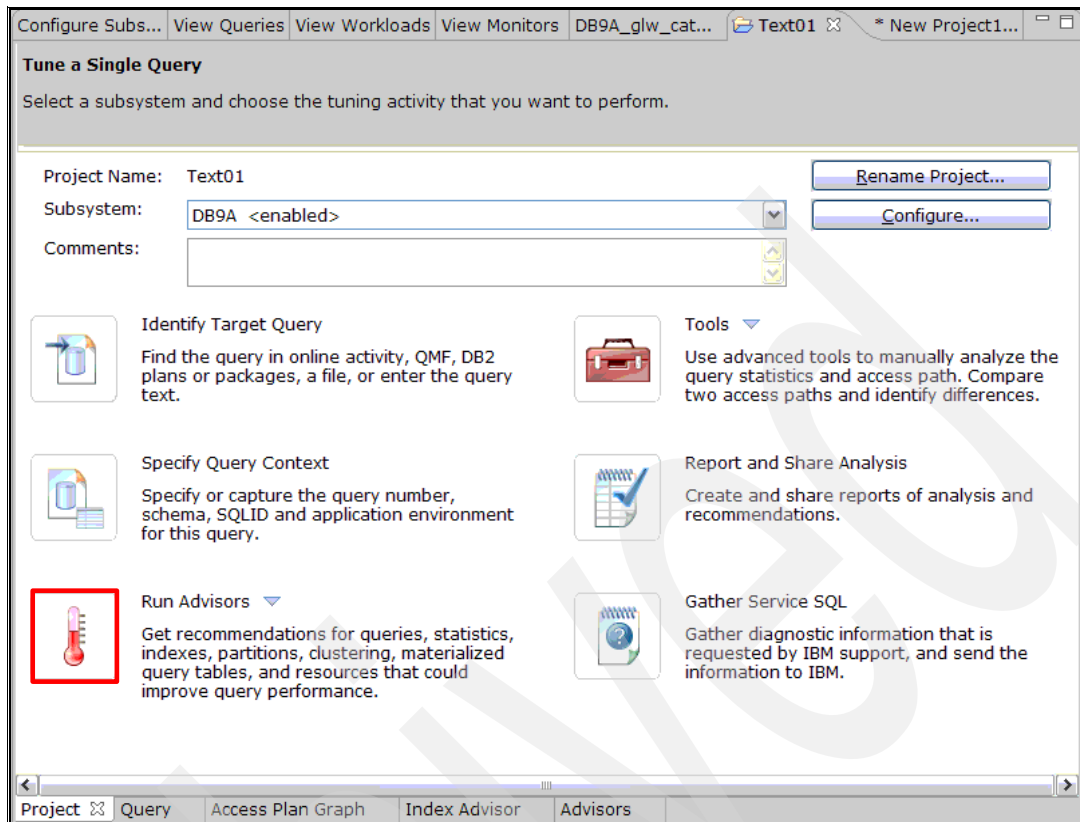 Configure Subs... View Queries View Workloads View Monitors DB9A_glw_cat... Text01 * New Project1...
Tune a Single Query
Select a subsystem and choose the tuning activity that you want to perform.
Project Name: Text01 Rename Project...
Subsystem: DB9A <enabled> Configure...
Comments:
Identify Target Query
Find the query in online activity, QMF, DB2
plans or packages, a file, or enter the query
text.
Tools
Use advanced tools to manually analyze the
query statistics and access path. Compare
two access paths and identify differences.
Specify Query Context
Specify or capture the query number,
schema, SQLID and application environment
for this query.
Report and Share Analysis
Create and share reports of analysis and
recommendations.
Run Advisors
Get recommendations for queries, statistics,
indexes, partitions, clustering, materialized
query tables, and resources that could
improve query performance.
Gather Service SQL
Gather diagnostic information that is
requested by IBM support, and send the
information to IBM.
Project Query Access Plan Graph Index Advisor Advisors